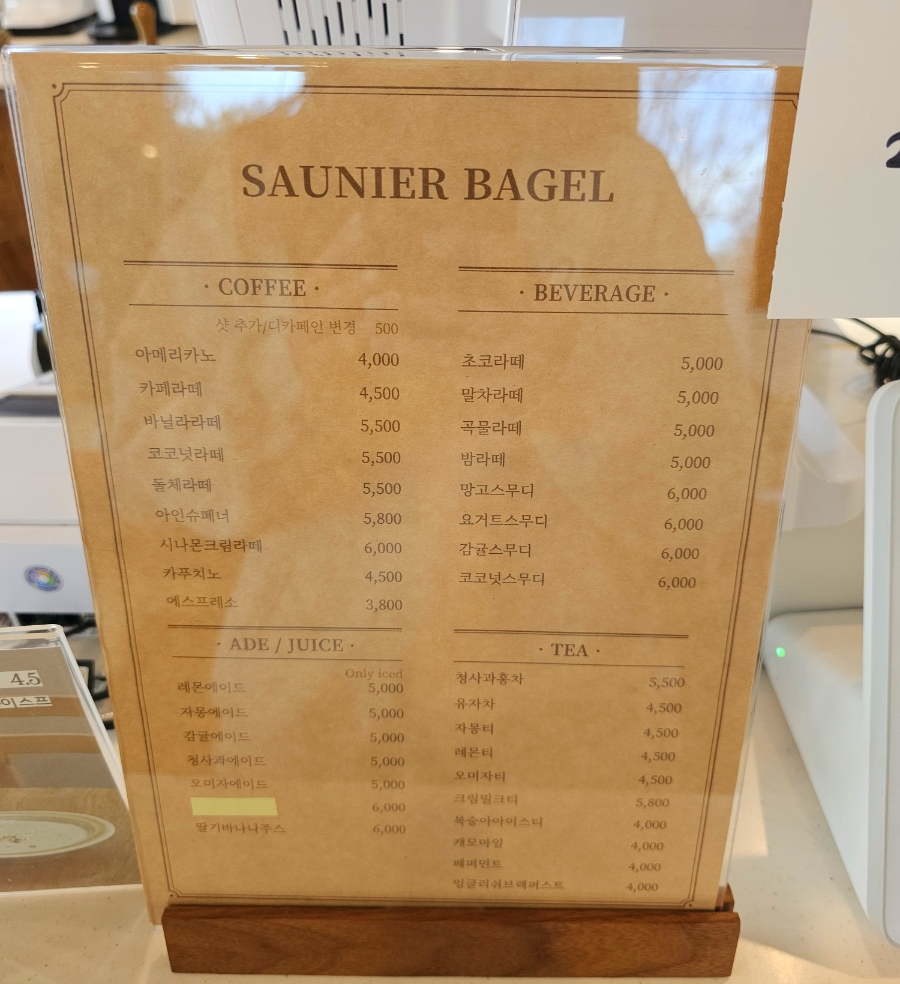 SAUNIER BAGEL
· COFFEE ·
샷 추가/디카페인 변경 500
아메리카노 4,000
카페라떼 4,500
바닐라라떼 5,500
코코넛라떼 5,500
돌체라떼 5,500
아인슈페너 5,800
시나몬크림라떼 6,000
카푸치노 4,500
에스프레소 3,800
· BEVERAGE ·
초코라떼 5,000
말차라떼 5,000
곡물라떼 5,000
밤라떼 5,000
망고스무디 6,000
요거트스무디 6,000
감귤스무디 6,000
코코넛스무디 6,000
· ADE / JUICE ·
Only iced
레몬에이드 5,000
자몽에이드 5,000
감귤에이드 5,000
청사과에이드 5,000
오미자에이드 5,000
6,000
딸기바나나주스 6,000
· TEA ·
청사과홍차 5,500
유자차 4,500
자몽티 4,500
레몬티 4,500
오미자티 4,500
크림밀크티 5,800
복숭아아이스티 4,000
캐모마일 4,000
페퍼민트 4,000
잉글리쉬브랙퍼스트 4,000
4.5
이스프
2